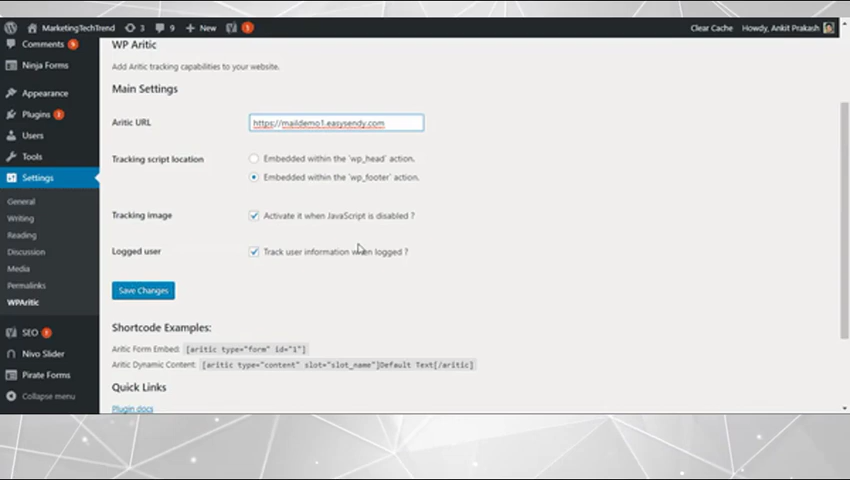 MarketingTechTrend 3 9 New 1 Clear Cache Howdy, Ankit Prakash
Comments 9
Ninja Forms
Appearance
Plugins 3
Users
Tools
Settings
General
Writing
Reading
Discussion
Media
Permalinks
WPAritic
SEO 2
Nivo Slider
Pirate Forms
Collapse menu
WP Aritic
Add Aritic tracking capabilities to your website.
Main Settings
Aritic URL https://maildemo1.easysendy.com
Tracking script location Embedded within the 'wp_head' action.
Embedded within the 'wp_footer' action.
Tracking image Activate it when JavaScript is disabled ?
Logged user Track user information when logged ?
Save Changes
Shortcode Examples:
Aritic Form Embed: [aritic type="form" id="1"]
Aritic Dynamic Content: [aritic type="content" slot="slot_name"]Default Text[/aritic]
Quick Links
Plugin docs